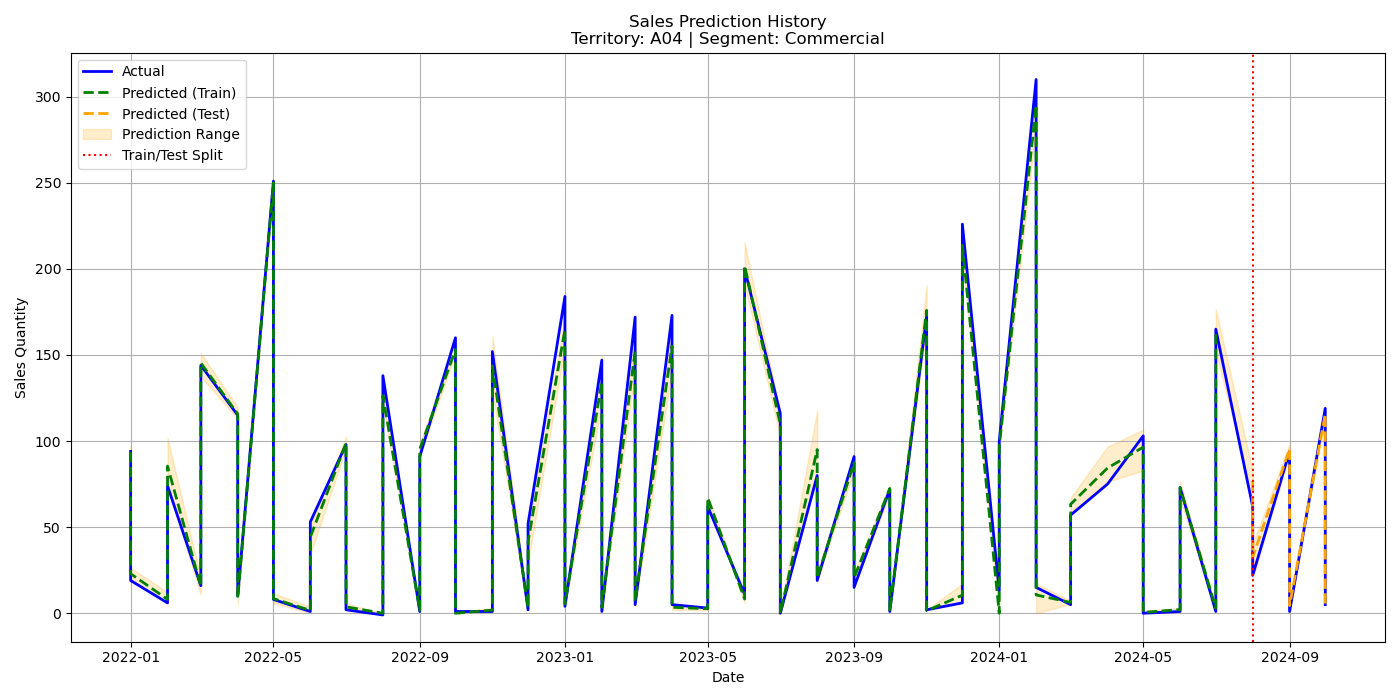 Sales Prediction History
Territory: A04 | Segment: Commercial
Actual
Predicted (Train)
Predicted (Test)
Prediction Range
Train/Test Split
300
250
200
150
100
50
0
Sales Quantity
2022-01
2022-05
2022-09
2023-01
2023-05
2023-09
2024-01
2024-05
2024-09
Date